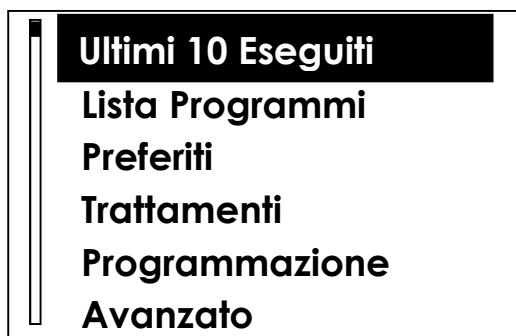 Ultimi 10 Eseguiti
Lista Programmi
Preferiti
Trattamenti
Programmazione
Avanzato